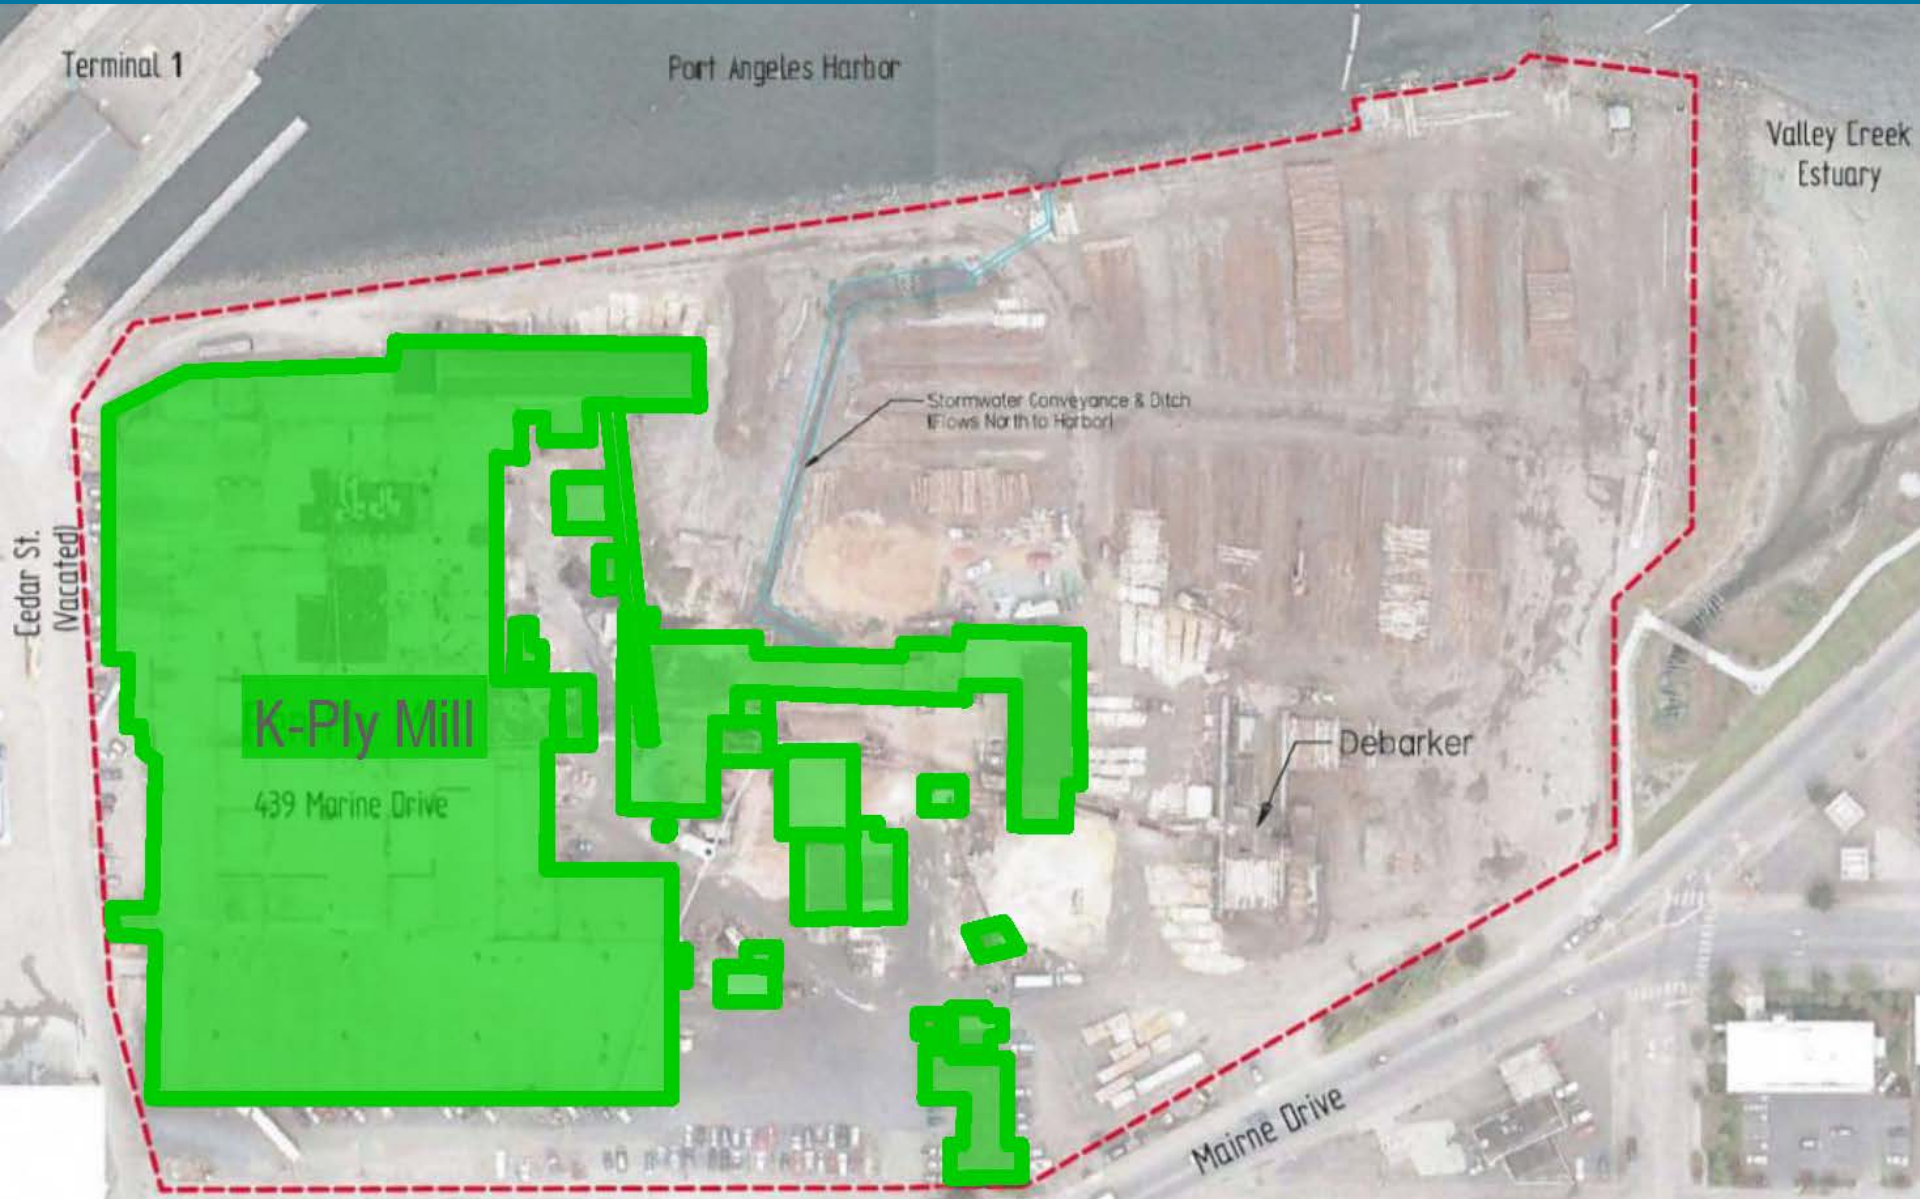 Terminal 1
Port Angeles Harbor
Valley Creek
Estuary
Stormwater Conveyance & Ditch
(Flows North to Harbor)
Cedar St.
(Vacated)
K-Ply Mill
439 Marine Drive
Debarker
Mairne Drive